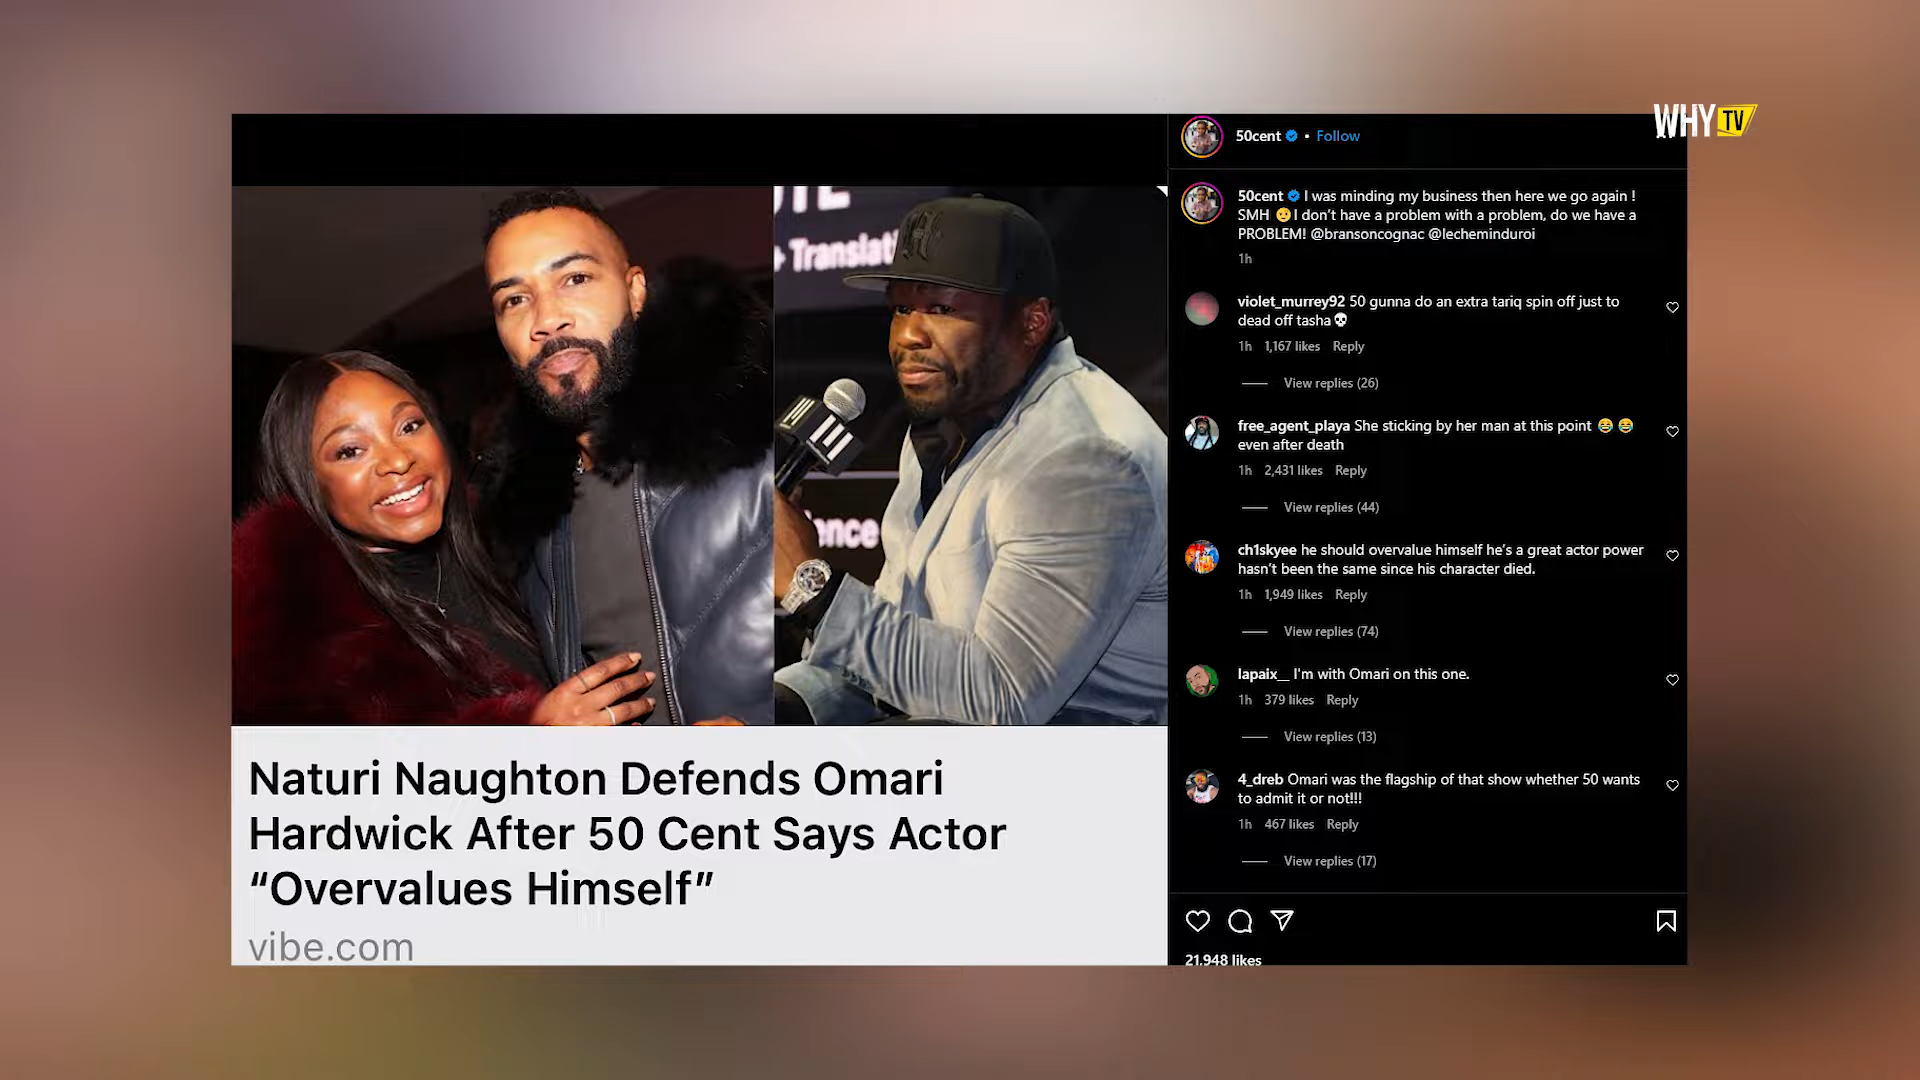 WHY TV
OTE
+ Translat
ence
Naturi Naughton Defends Omari
Hardwick After 50 Cent Says Actor
“Overvalues Himself”
vibe.com
50cent • Follow
50cent I was minding my business then here we go again !
SMH 😥I don’t have a problem with a problem, do we have a
PROBLEM! @bransoncognac @lecheminduroi
1h
violet_murrey92 50 gunna do an extra tariq spin off just to
dead off tasha💀
1h 1,167 likes Reply
View replies (26)
free_agent_playa She sticking by her man at this point 😂 😂
even after death
1h 2,431 likes Reply
View replies (44)
ch1skyee he should overvalue himself he’s a great actor power
hasn’t been the same since his character died.
1h 1,949 likes Reply
View replies (74)
lapaix__ I'm with Omari on this one.
1h 379 likes Reply
View replies (13)
4_dreb Omari was the flagship of that show whether 50 wants
to admit it or not!!!
1h 467 likes Reply
View replies (17)
21,948 likes